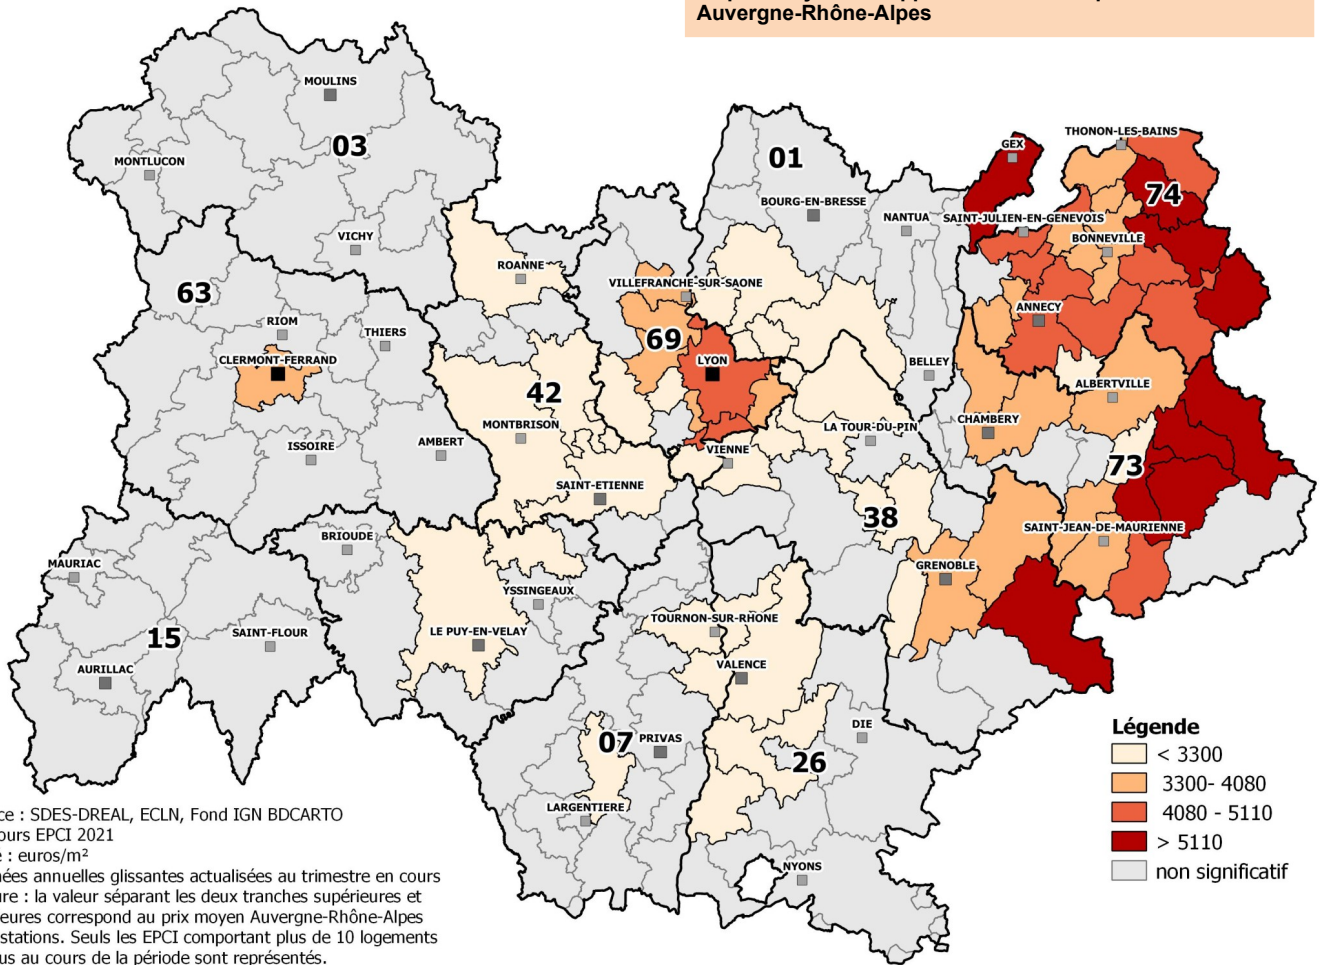 Auvergne-Rhône-Alpes
MOULINS
03
MONTLUCON
VICHY
01
BOURG-EN-BRESSE
NANTUA
GEX
THONON-LES-BAINS
74
SAINT-JULIEN-EN-GENEVOIS
BONNEVILLE
ROANNE
VILLEFRANCHE-SUR-SAONE
63
RIOM
THIERS
CLERMONT-FERRAND
69
LYON
ANNECY
BELLEY
ALBERTVILLE
42
MONTBRISON
AMBERT
ISSOIRE
CHAMBERY
LA TOUR-DU-PIN
VIENNE
73
SAINT-ETIENNE
38
SAINT-JEAN-DE-MAURIENNE
BRIOUDE
MAURIAC
GRENOBLE
YSSINGEAUX
TOURNON-SUR-RHONE
15
SAINT-FLOUR
LE PUY-EN-VELAY
AURILLAC
VALENCE
DIE
07
PRIVAS
26
LARGENTIERE
NYONS
Légende
< 3300
3300- 4080
4080 - 5110
> 5110
non significatif
ce : SDES-DREAL, ECLN, Fond IGN BDCARTO
ours EPCI 2021
: euros/m²
ées annuelles glissantes actualisées au trimestre en cours
ure : la valeur séparant les deux tranches supérieures et
eures correspond au prix moyen Auvergne-Rhône-Alpes
stations. Seuls les EPCI comportant plus de 10 logements
us au cours de la période sont représentés.